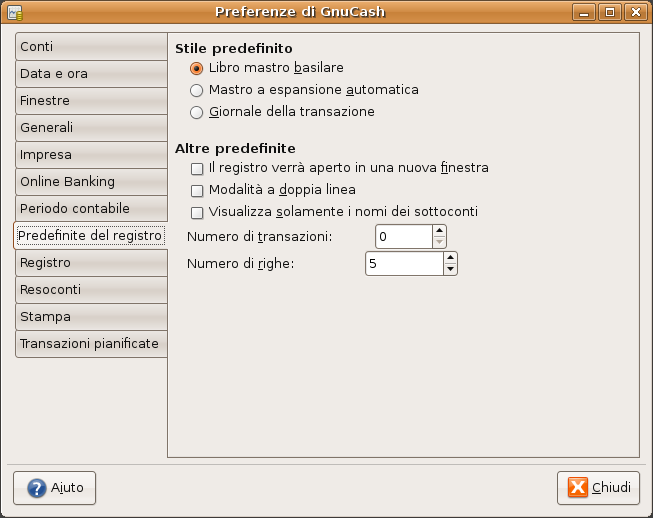 Preferenze di GnuCash
Conti
Data e ora
Finestre
Generali
Impresa
Online Banking
Periodo contabile
Predefinite del registro
Registro
Resoconti
Stampa
Transazioni pianificate
Stile predefinito
Libro mastro basilare
Mastro a espansione automatica
Giornale della transazione
Altre predefinite
Il registro verrà aperto in una nuova finestra
Modalità a doppia linea
Visualizza solamente i nomi dei sottoconti
Numero di transazioni: 0
Numero di righe: 5
Aiuto
Chiudi